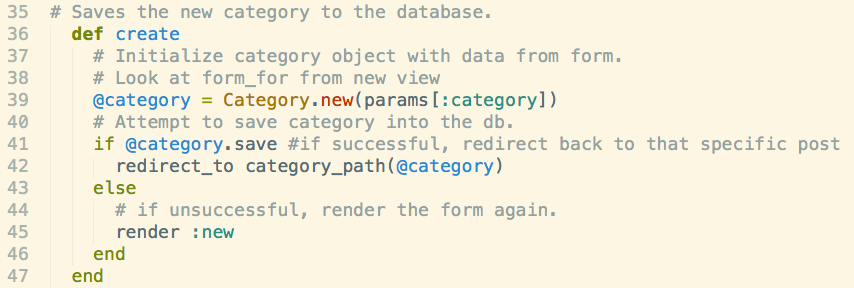 35 # Saves the new category to the database.
36   def create
37     # Initialize category object with data from form.
38     # Look at form_for from new view
39     @category = Category.new(params[:category])
40     # Attempt to save category into the db.
41     if @category.save #if successful, redirect back to that specific post
42       redirect_to category_path(@category)
43     else
44       # if unsuccessful, render the form again.
45       render :new
46     end
47   end